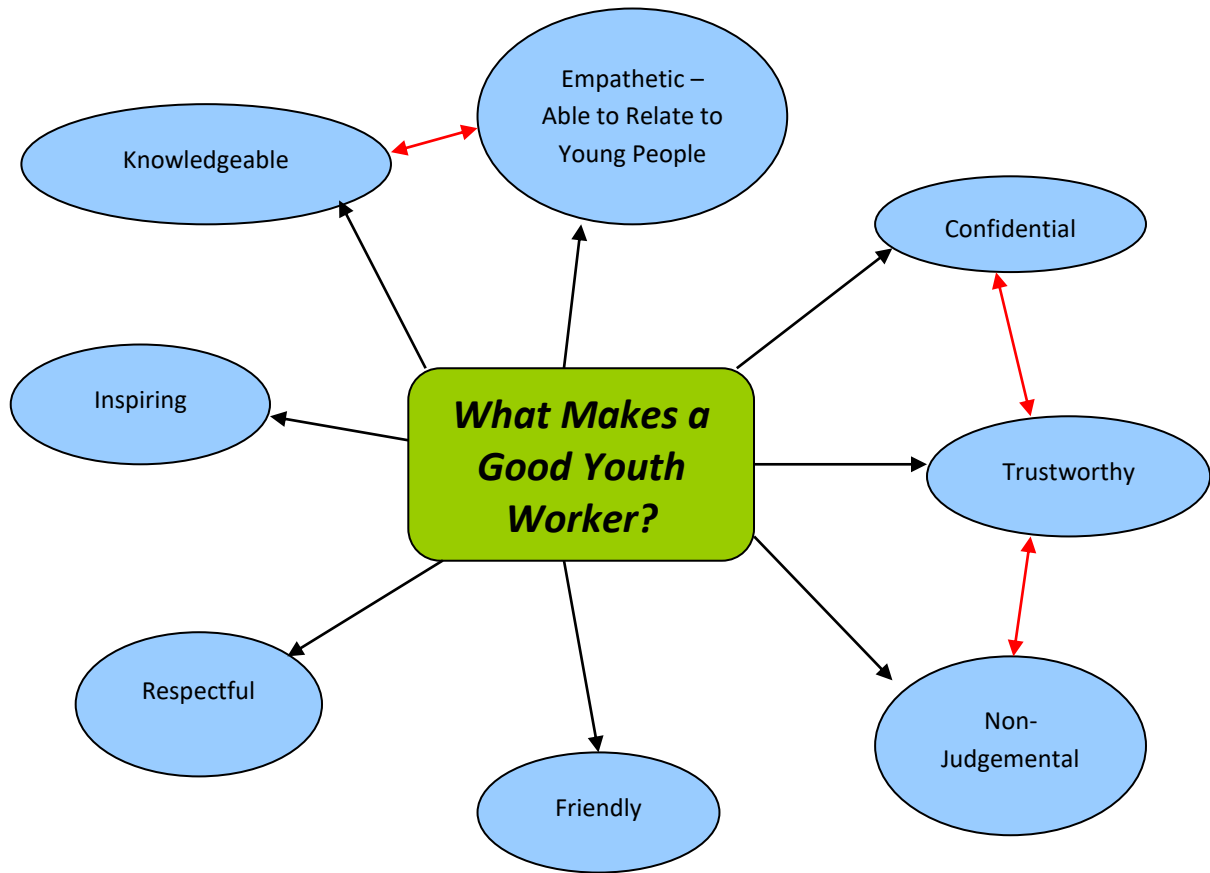 Empathetic –
Able to Relate to
Young People
Knowledgeable
Confidential
Inspiring
What Makes a
Good Youth
Worker?
Trustworthy
Respectful
Non-
Judgemental
Friendly